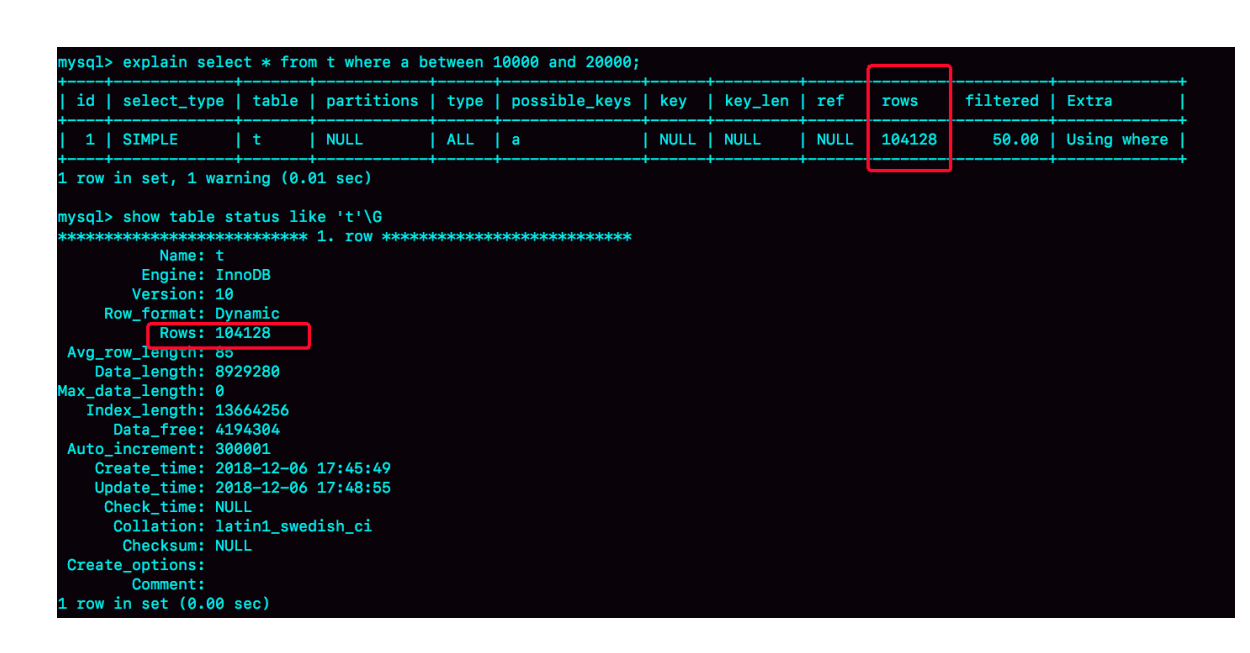 mysql> explain select * from t where a between 10000 and 20000;
+----+-------------+-------+------------+------+---------------+------+---------+------+--------+----------+-------------+
| id | select_type | table | partitions | type | possible_keys | key | key_len | ref rows filtered | Extra |
+----+-------------+-------+------------+------+---------------+------+---------+------+--------+----------+-------------+
| 1 | SIMPLE | t | NULL | ALL | a | NULL | NULL | NULL 104128 50.00 | Using where |
+----+-------------+-------+------------+------+---------------+------+---------+------+--------+----------+-------------+
1 row in set, 1 warning (0.01 sec)
mysql> show table status like 't'\G
*************************** 1. row ***************************
Name: t
Engine: InnoDB
Version: 10
Row_format: Dynamic
Rows: 104128
Avg_row_length: 85
Data_length: 8929280
Max_data_length: 0
Index_length: 13664256
Data_free: 4194304
Auto_increment: 300001
Create_time: 2018-12-06 17:45:49
Update_time: 2018-12-06 17:48:55
Check_time: NULL
Collation: latin1_swedish_ci
Checksum: NULL
Create_options:
Comment:
1 row in set (0.00 sec)